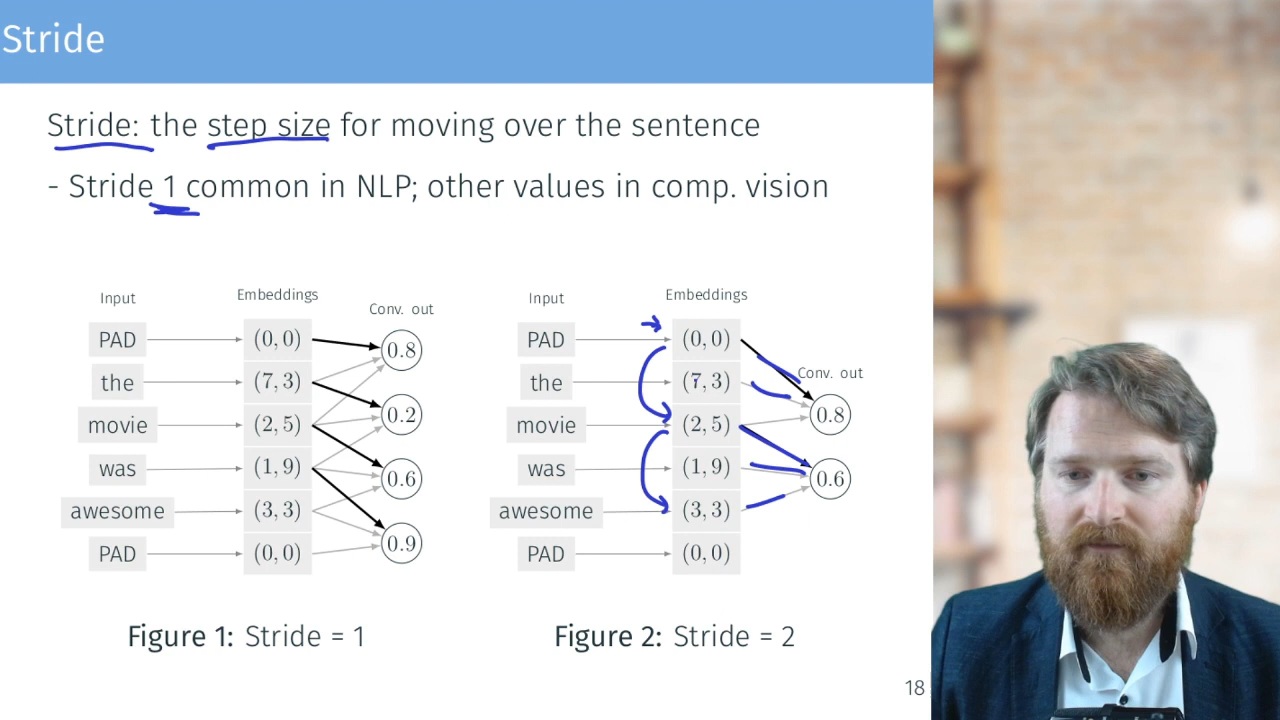 Stride
Stride: the step size for moving over the sentence
- Stride 1 common in NLP; other values in comp. vision
Input Embeddings Conv. out
PAD (0, 0) 0.8
the (7, 3) 0.2
movie (2, 5) 0.6
was (1, 9) 0.9
awesome (3, 3)
PAD (0, 0)
Figure 1: Stride = 1
Input Embeddings Conv. out
PAD (0, 0) 0.8
the (7, 3) 0.6
movie (2, 5)
was (1, 9)
awesome (3, 3)
PAD (0, 0)
Figure 2: Stride = 2
18